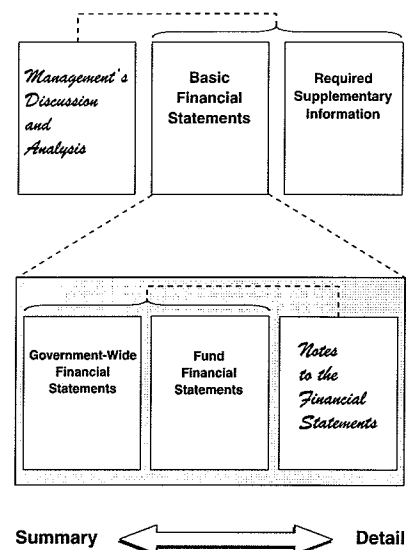 Management's
Discussion
and
Analysis
Basic
Financial
Statements
Required
Supplementary
Information
Government-Wide
Financial
Statements
Fund
Financial
Statements
Notes
to the
Financial
Statements
Summary
Detail